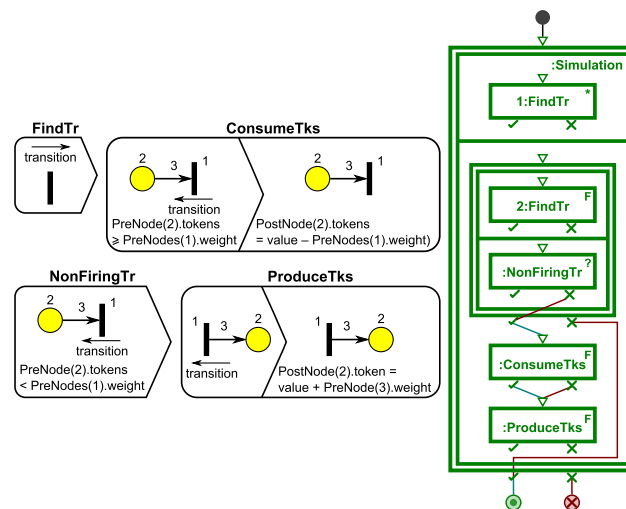 FindTr
transition
ConsumeTks
2
3
1
transition
PreNode(2).tokens
⩾ PreNodes(1).weight
2
3
1
PostNode(2).tokens
= value – PreNodes(1).weight)
NonFiringTr
2
3
1
transition
PreNode(2).tokens
< PreNodes(1).weight
ProduceTks
1
3
2
transition
1
3
2
PostNode(2).token =
value + PreNode(3).weight
:Simulation
1:FindTr *
2:FindTr F
:NonFiringTr ?
:ConsumeTks F
:ProduceTks F